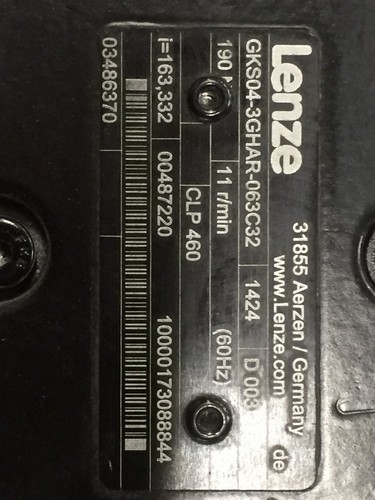 Lenze
31855 Aerzen / Germany
www.Lenze.com
de
GKS04-3GHAR-063C32 1424 D 003
190 11 r/min (60Hz)
CLP 460
i=163,332 00487220 10000173088844
03486370